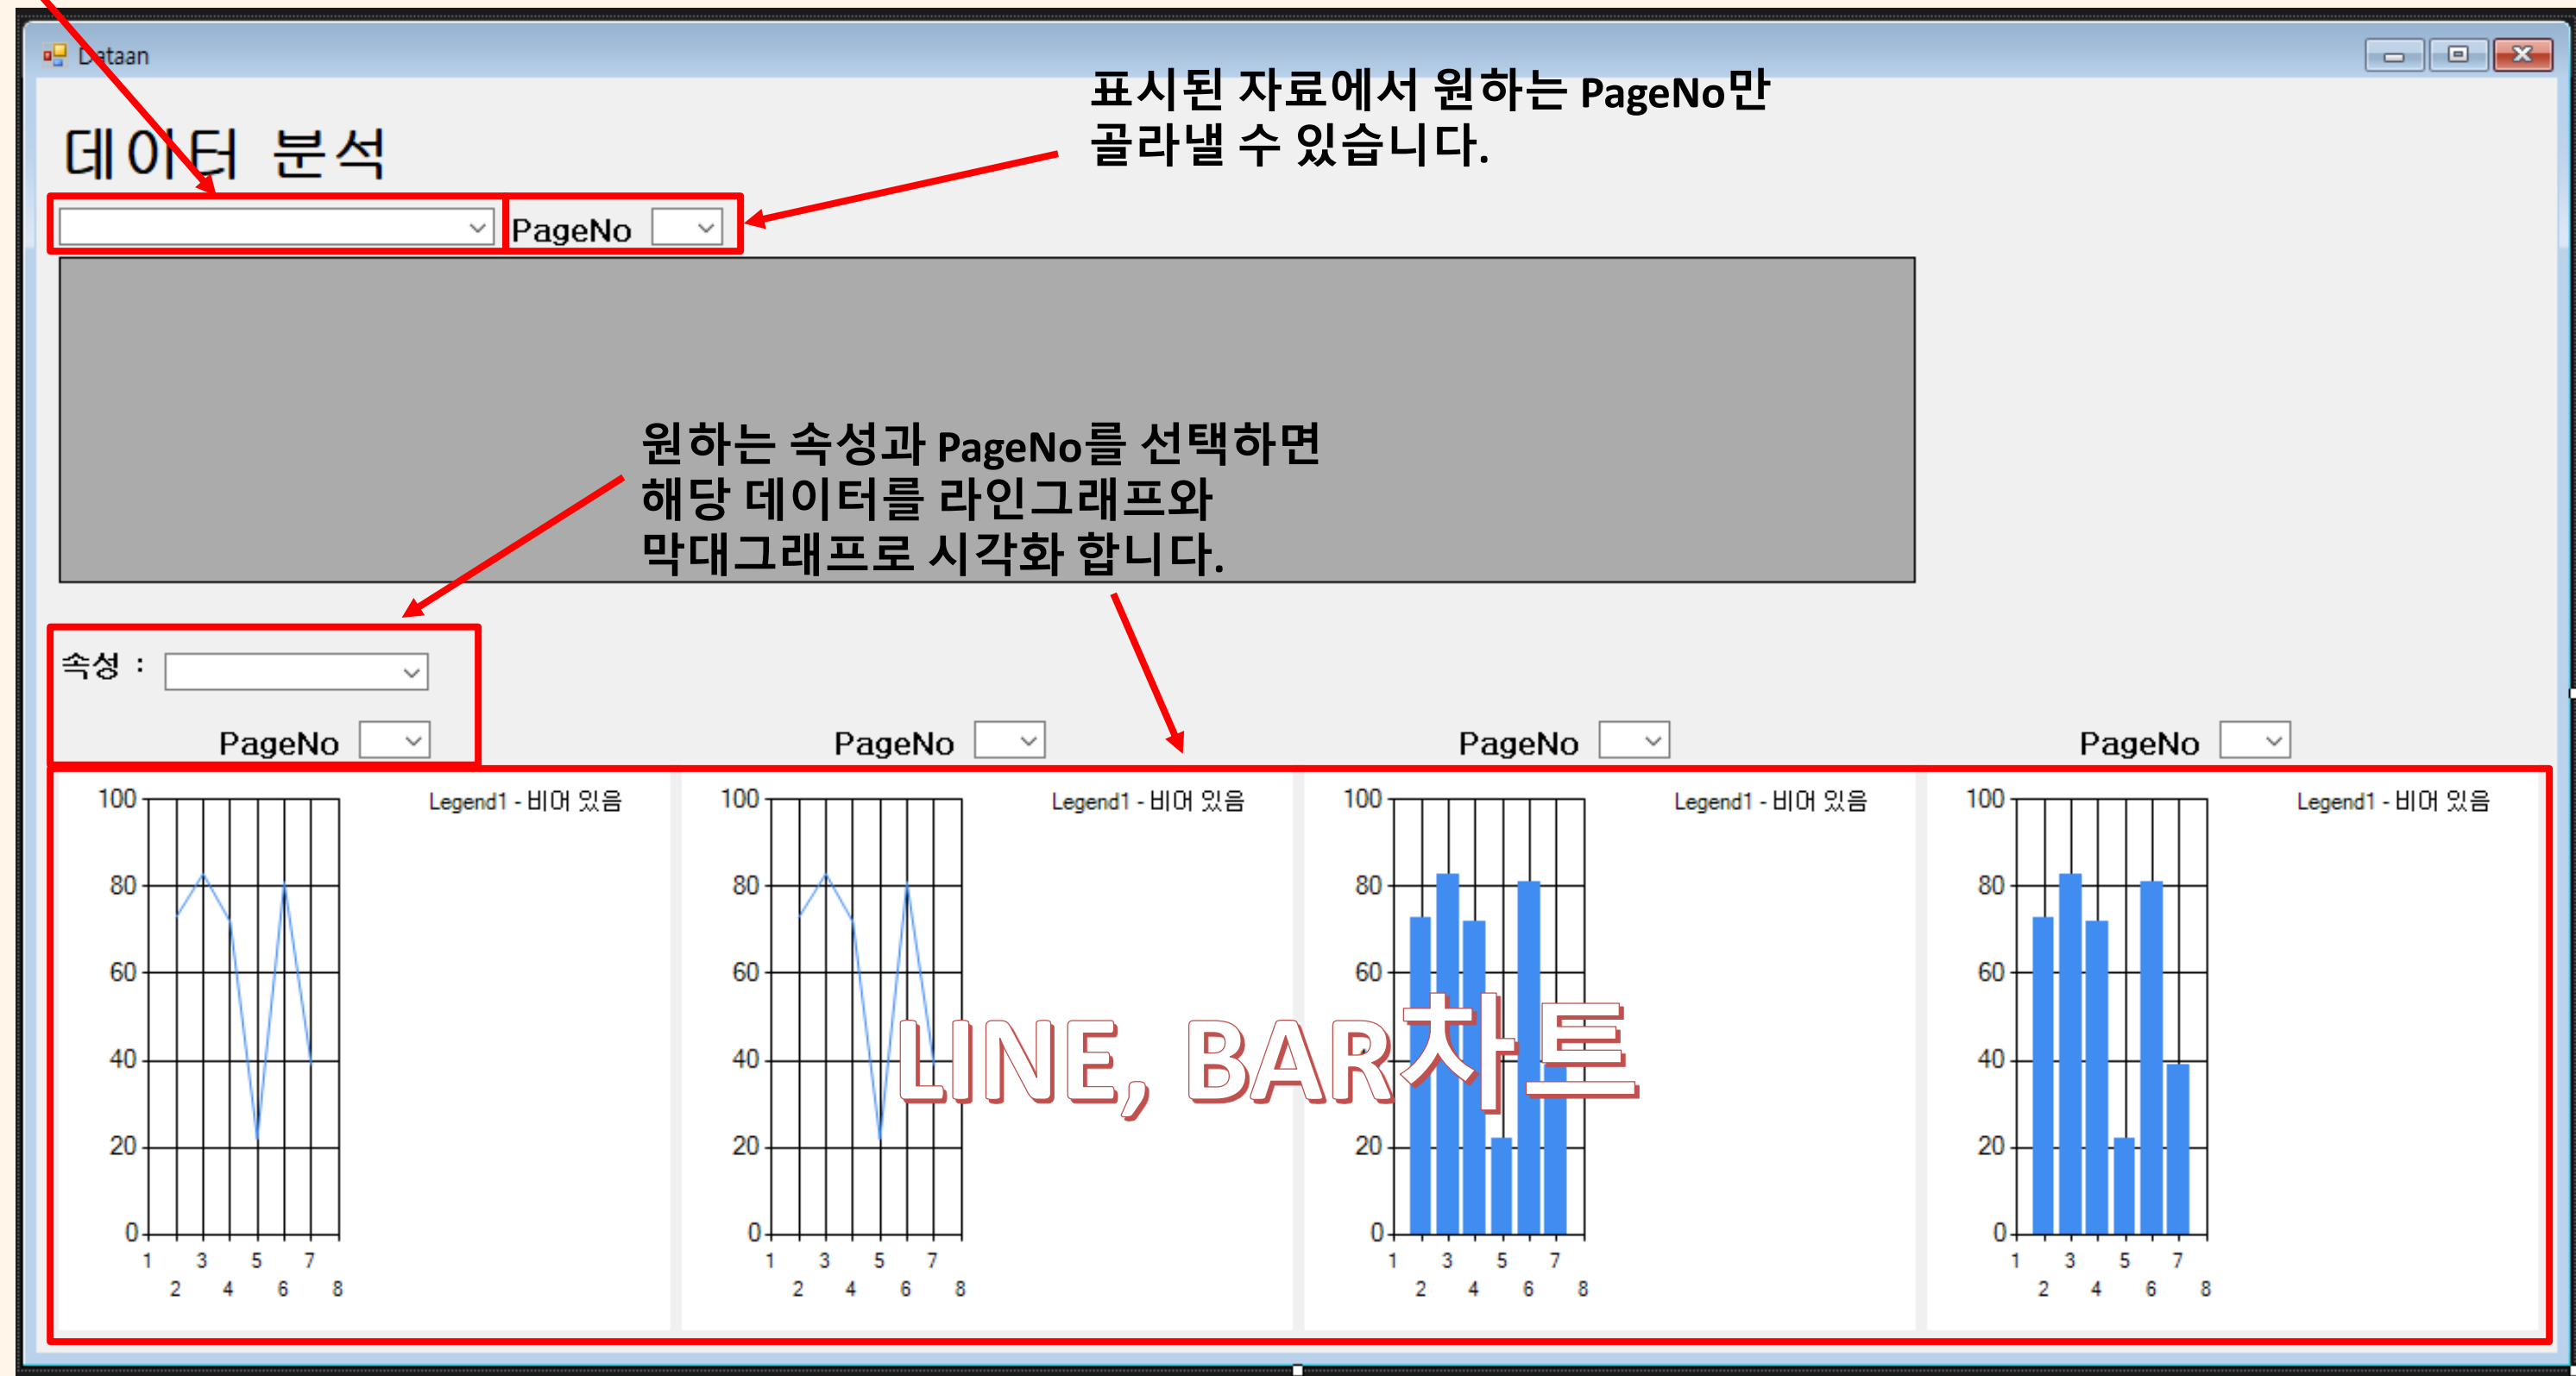 Dataan
표시된 자료에서 원하는 PageNo만
골라낼 수 있습니다.
데이터 분석
PageNo
원하는 속성과 PageNo를 선택하면
해당 데이터를 라인그래프와
막대그래프로 시각화 합니다.
속성 :
PageNo
PageNo
PageNo
PageNo
100
80
60
40
20
0
1 3 5 7
2 4 6 8
Legend1 - 비어 있음
100
80
60
40
20
0
1 3 5 7
2 4 6 8
Legend1 - 비어 있음
100
80
60
20
0
1 3 5 7
2 4 6 8
Legend1 - 비어 있음
100
80
60
40
20
0
1 3 5 7
2 4 6 8
Legend1 - 비어 있음
LINE, BAR차트